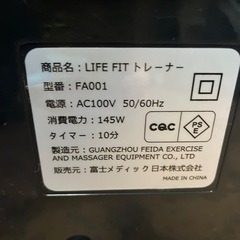 商品名：LIFE FIT トレーナー
型名：FA001
電源：AC100V 50/60Hz
消費電力：145W
タイマー：10分
cqc
PSE
製造元：GUANGZHOU FEIDA EXERCISE
AND MASSAGER EQUIPMENT CO., LTD
販売元：富士メディック日本株式会社
MADE IN CHINA